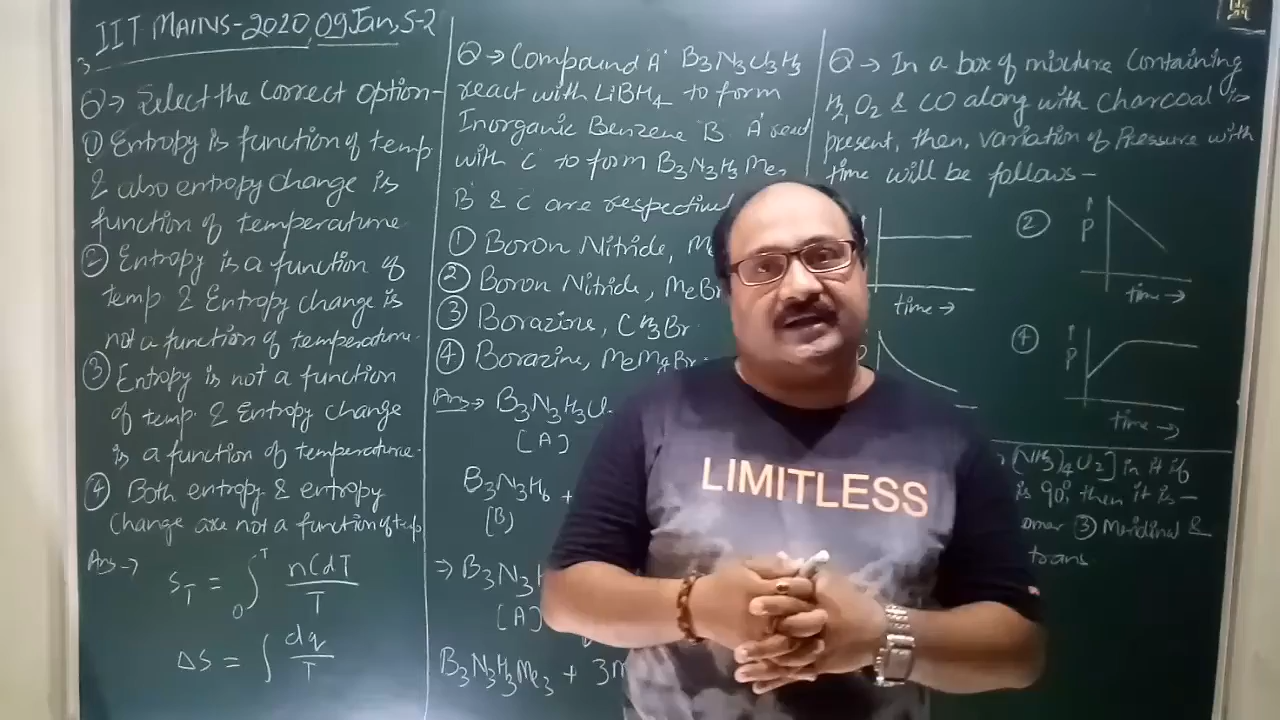 IIT MAINS-2020, 09 Jan, S-2
Q→ Select the correct option-
① Entropy is function of temp
& also entropy change is
function of temperature.
② Entropy is a function of
temp & Entropy change is
not a function of temperature.
③ Entropy is not a function
of temp. & Entropy change
is a function of temperature.
④ Both entropy & entropy
change are not a function of temp
Ans→ S_T = ∫₀ᵀ nCdT/T
ΔS = ∫ dq/T
Q→ Compound 'A' B₃N₃Cl₃H₃
react with LiBH₄ to form
Inorganic Benzene 'B'. 'A' react
with 'C' to form B₃N₃H₃Me₃
B & C are
① Boron Nitride,
② Boron Nitride, MeBr
③ Borazine, CH₃Br
④ Borazine, MeMgBr
Ans→ B₃N₃H₃
[A]
B₃N₃H₆ +
[B]
→ B₃N₃
[A]
B₃N₃H₃Me₃ + 3
Q→ In a box of mixture containing
H₂, O₂ & CO along with charcoal is
present, then, variation of Pressure with
time will be follows-
time →
② P
time →
④ P
time →
(NH₃)₄Cl₂] in it if
is 90°, then it is-
③ Meridinal &
trans
LIMITLESS